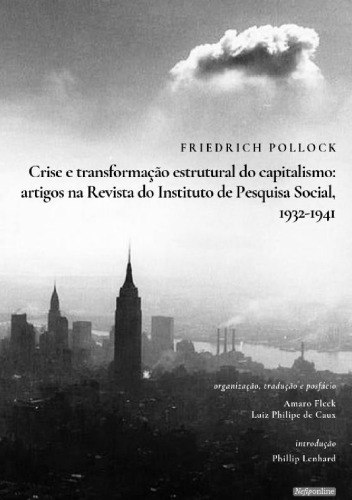 FRIEDRICH POLLOCK
Crise e transformação estrutural do capitalismo:
artigos na Revista do Instituto de Pesquisa Social,
1932-1941
organização, tradução e posfácio
Amaro Fleck
Luiz Philipe de Caux
introdução
Phillip Lenhard
Nefiponline